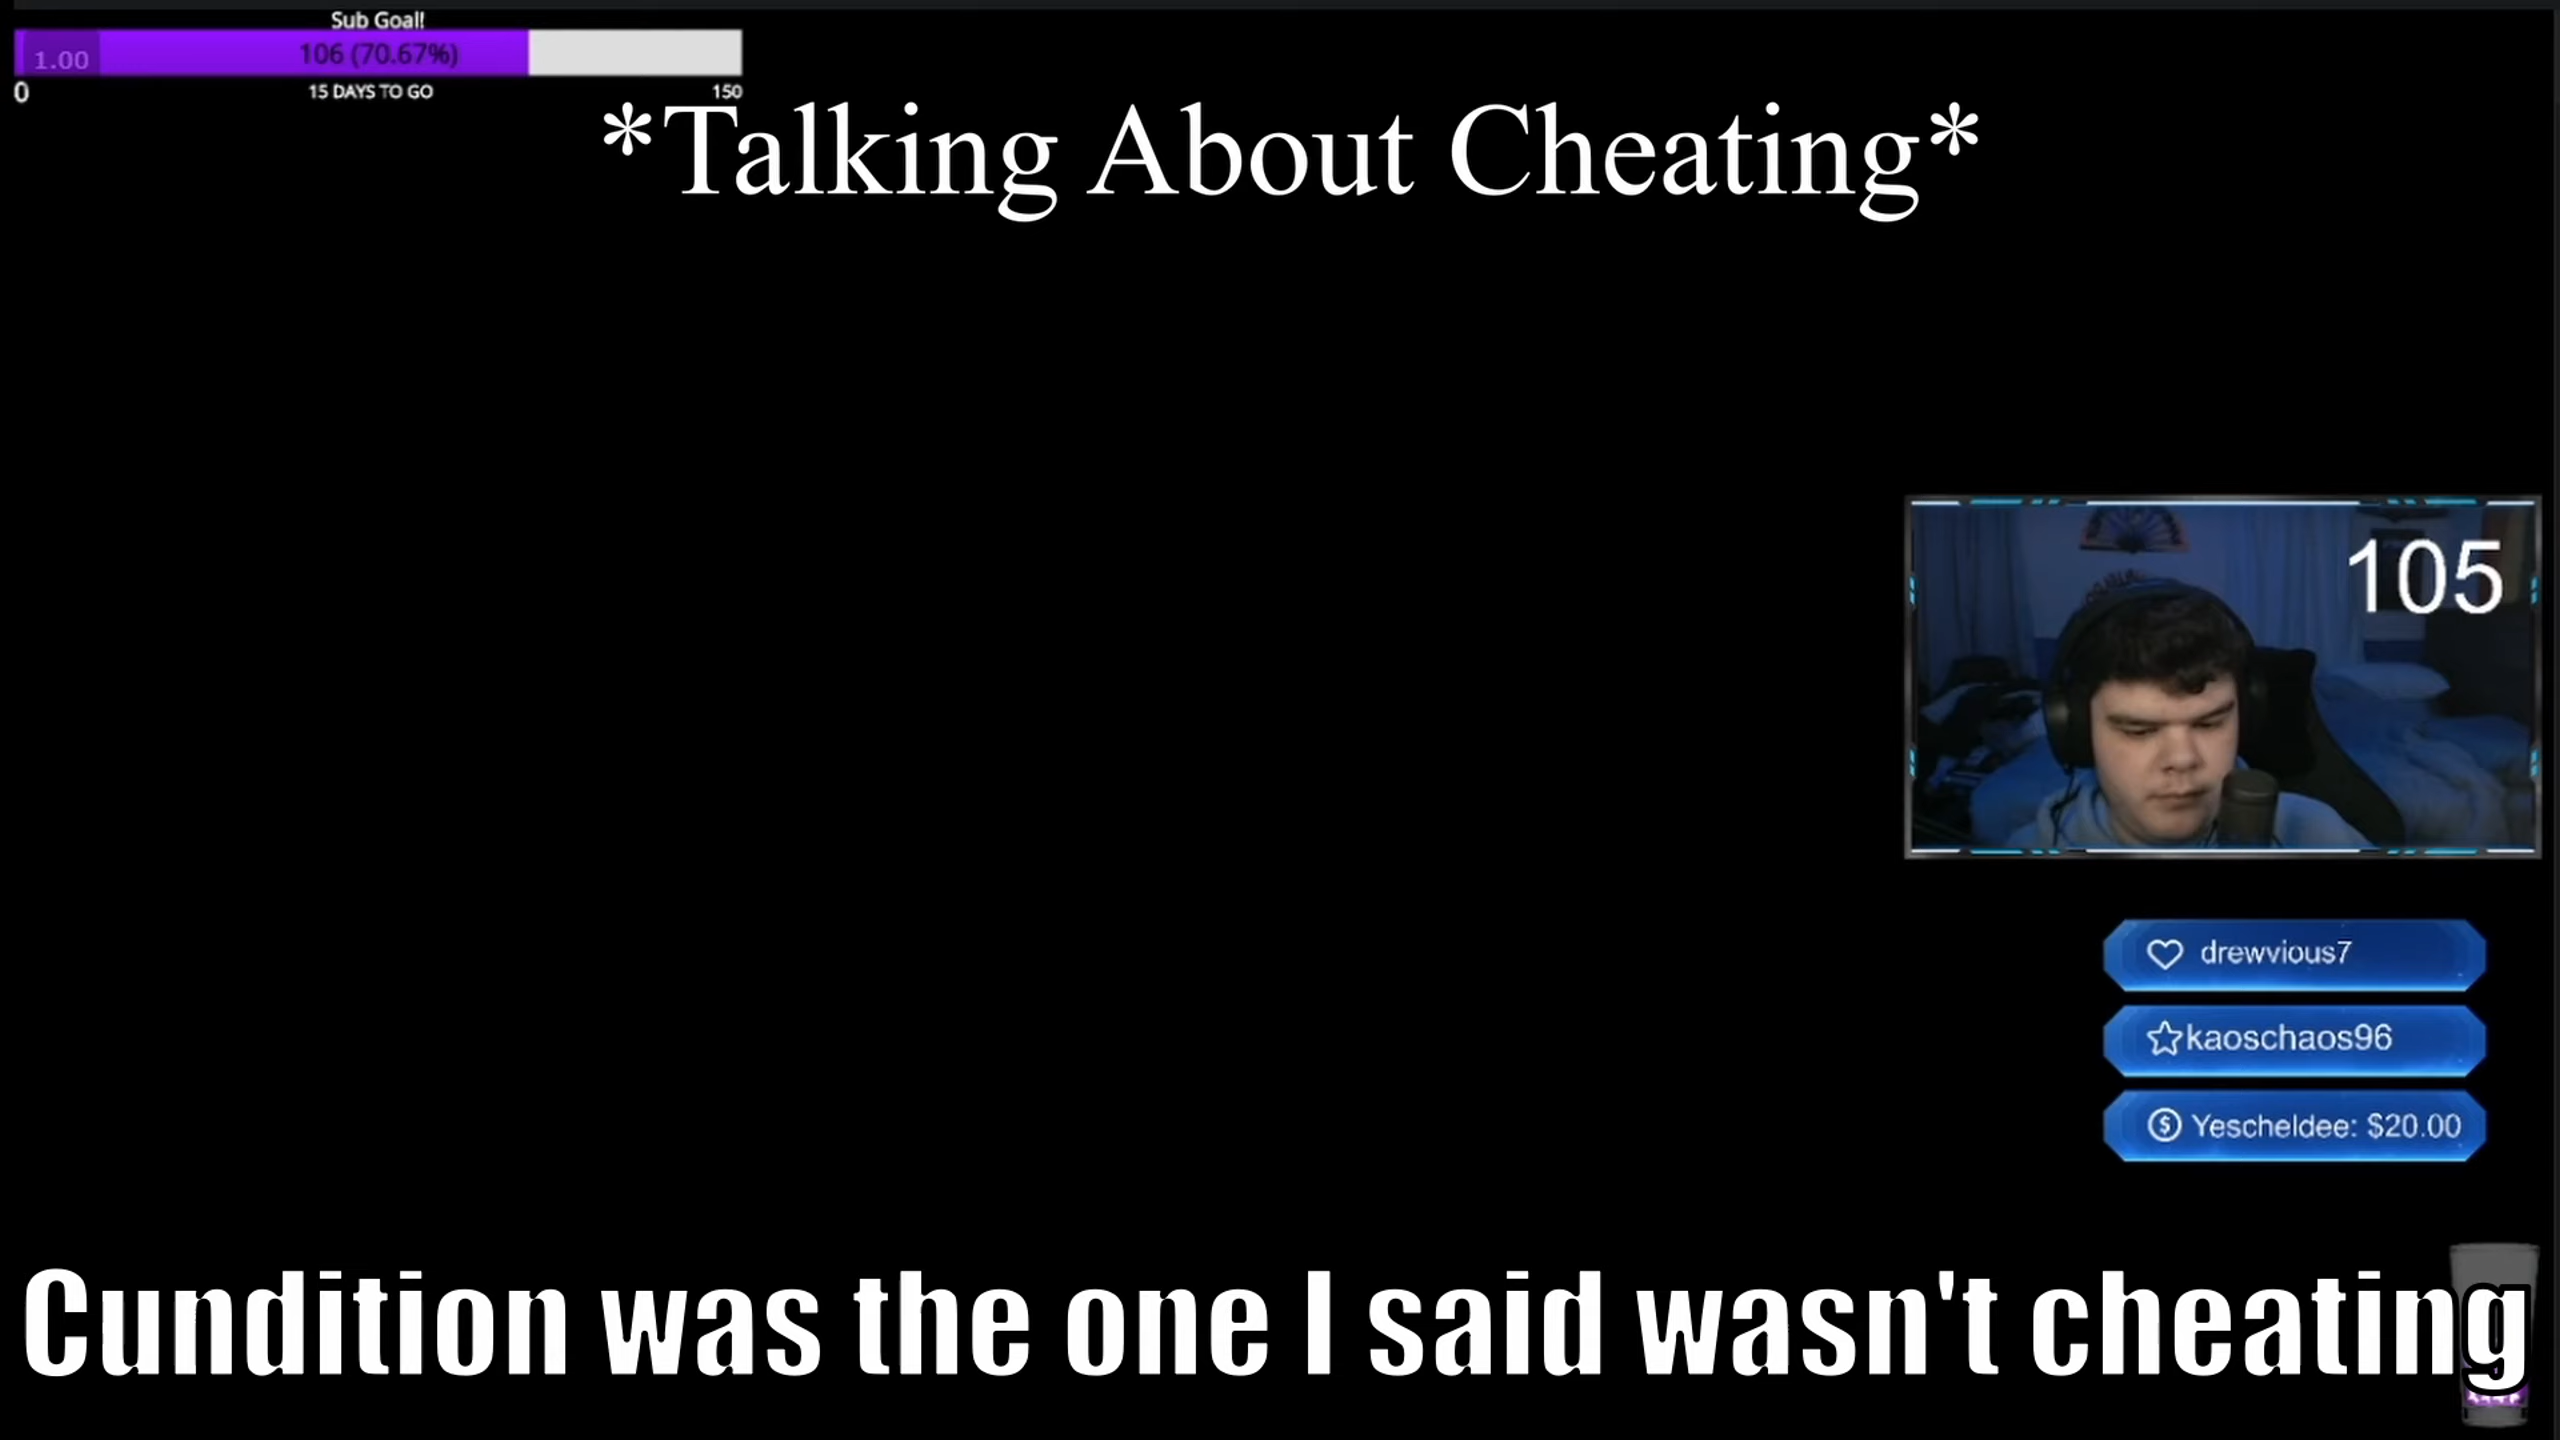 Sub Goal!
1.00
106 (70.67%)
0
15 DAYS TO GO
150
*Talking About Cheating*
105
drewvious7
kaoschaos96
Yescheldee: $20.00
Cundition was the one I said wasn't cheating